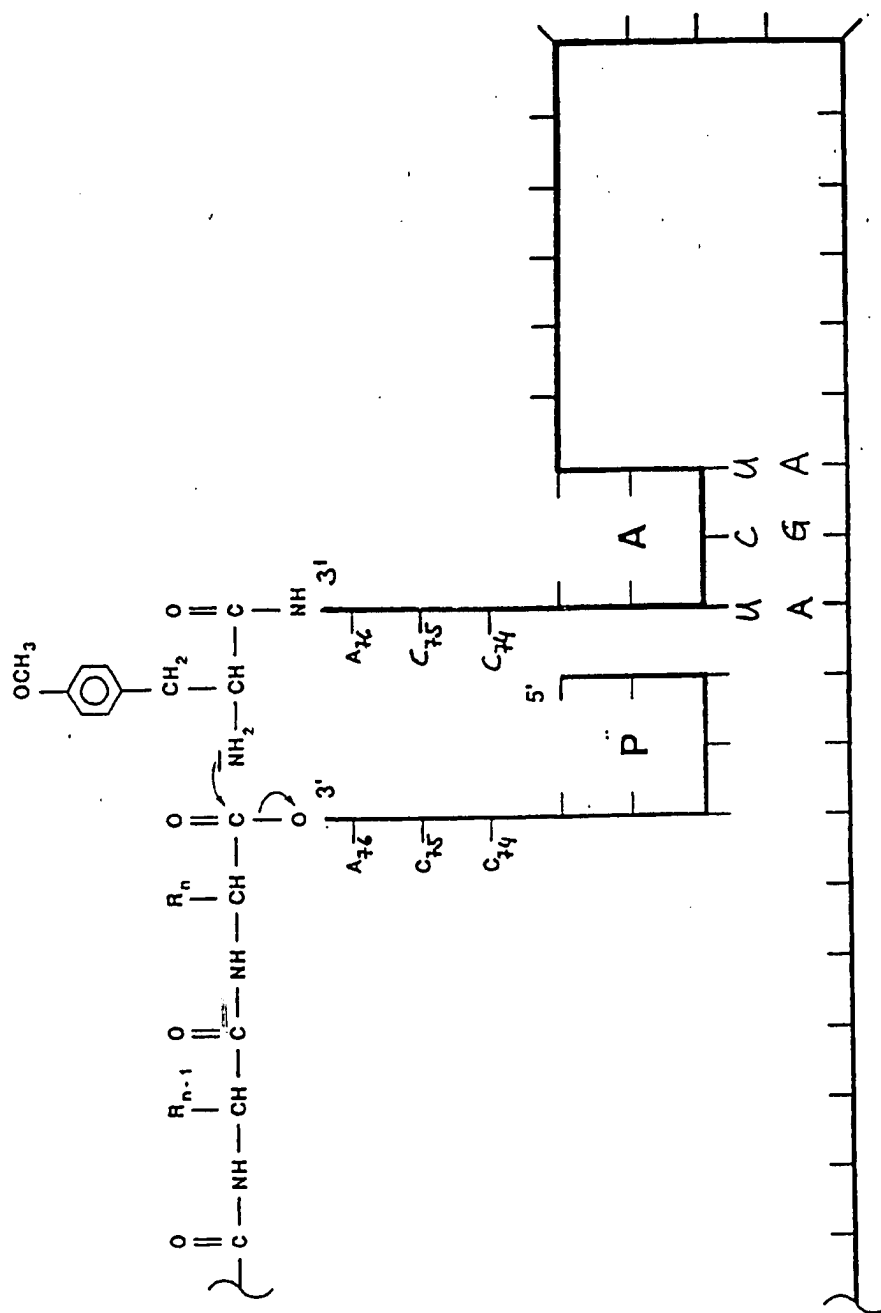 OCH3
CH2
O Rn-1 O Rn O O
C — NH — CH — C — NH — CH — C NH2 — CH — C
O 3' NH 3'
A76 A76
C75 C75
C74 C74
5'
P A
U C U
A G A